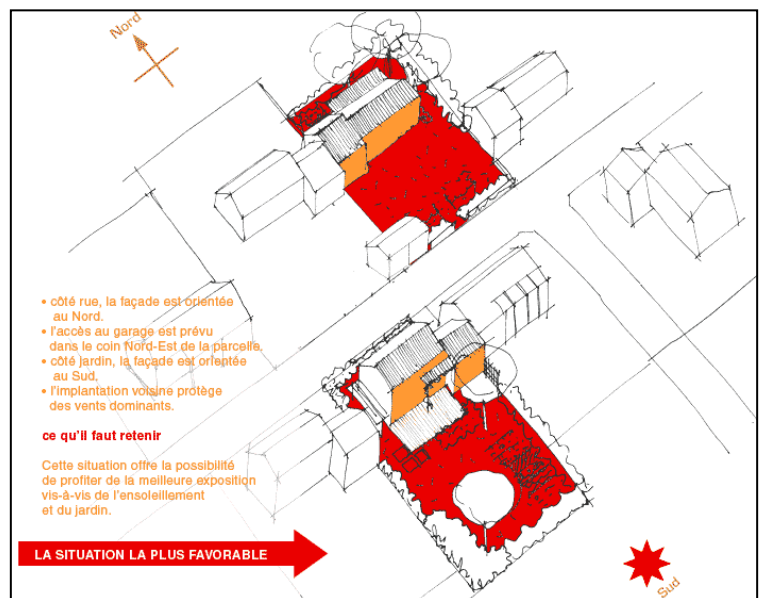 Nord
• côté rue, la façade est orientée
au Nord.
• l'accès au garage est prévu
dans le coin Nord-Est de la parcelle.
• côté jardin, la façade est orientée
au Sud.
• l'implantation voisine protège
des vents dominants.
ce qu'il faut retenir
Cette situation offre la possibilité
de profiter de la meilleure exposition
vis-à-vis de l'ensoleillement
et du jardin.
LA SITUATION LA PLUS FAVORABLE
Sud